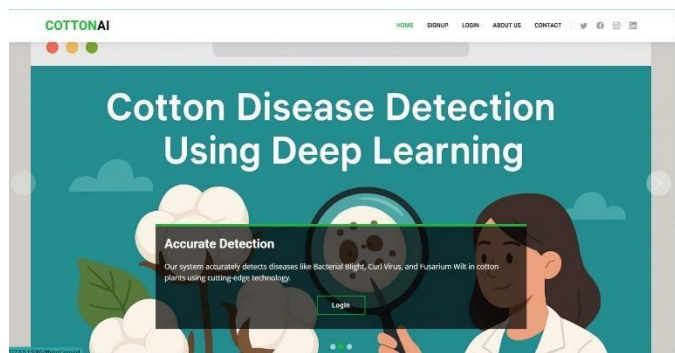 COTTONAI
HOME SIGNUP LOGIN ABOUT US CONTACT
Cotton Disease Detection
Using Deep Learning
Accurate Detection
Our system accurately detects diseases like Bacterial Blight, Curl Virus, and Fusarium Wilt in cotton
plants using cutting-edge technology.
Login